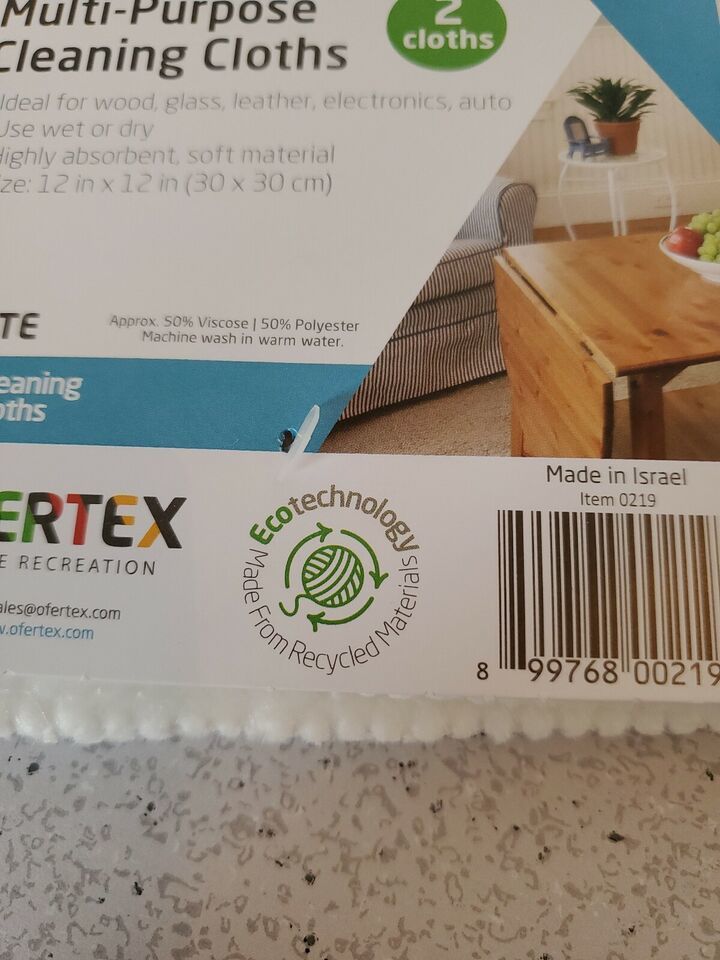 Multi-Purpose
Cleaning Cloths
2
cloths
Ideal for wood, glass, leather, electronics, auto
Use wet or dry
Highly absorbent, soft material
ze: 12 in x 12 in (30 x 30 cm)
TE
Approx. 50% Viscose | 50% Polyester
Machine wash in warm water.
eaning
oths
Made in Israel
Item 0219
ERTEX
E RECREATION
ales@ofertex.com
w.ofertex.com
Ecotechnology
Made From Recycled Materials
8 99768 00219